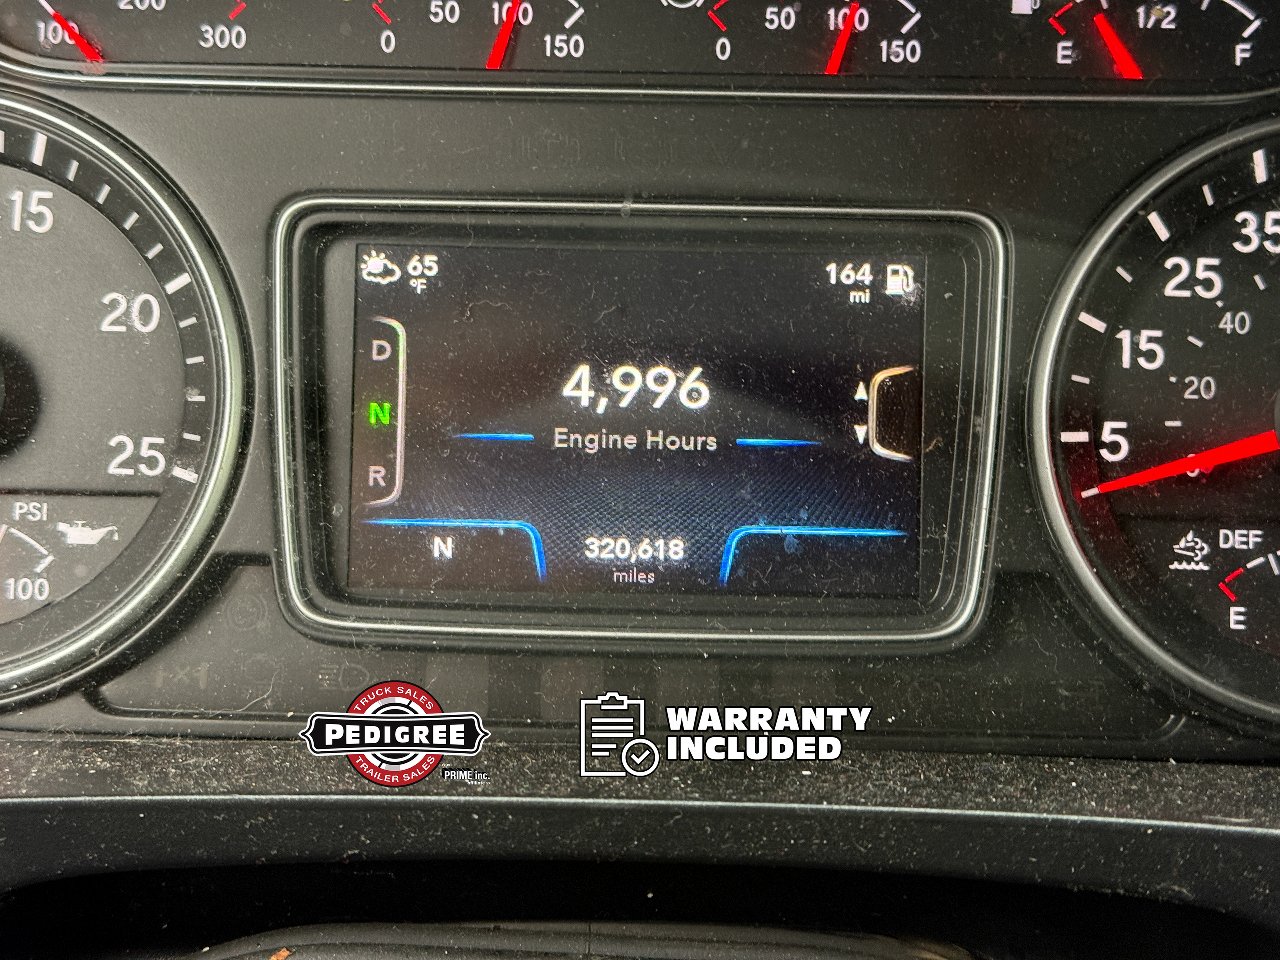 100
200
300
0
50
100
150
0
50
100
150
E
1/2
F
15
20
25
PSI
100
65
°F
164
mi
D
N
R
4,996
Engine Hours
N
320,618
miles
35
25
15
5
40
20
DEF
E
TRUCK SALES
PEDIGREE
TRAILER SALES
PRIME inc.
WARRANTY
INCLUDED